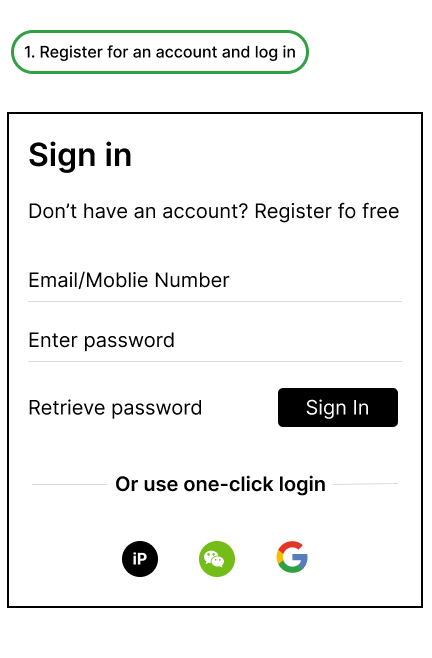 1. Register for an account and log in
Sign in
Don’t have an account? Register fo free
Email/Moblie Number
Enter password
Retrieve password
Sign In
Or use one-click login
iP